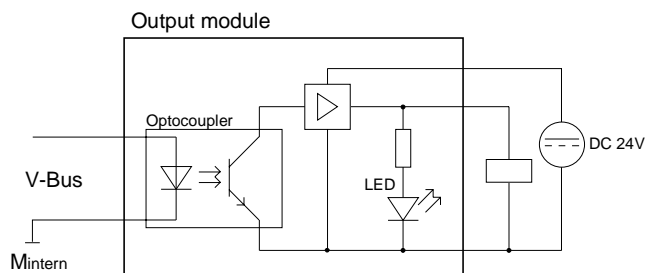 Output module
Optocoupler
DC 24V
V-Bus
LED
Mintern